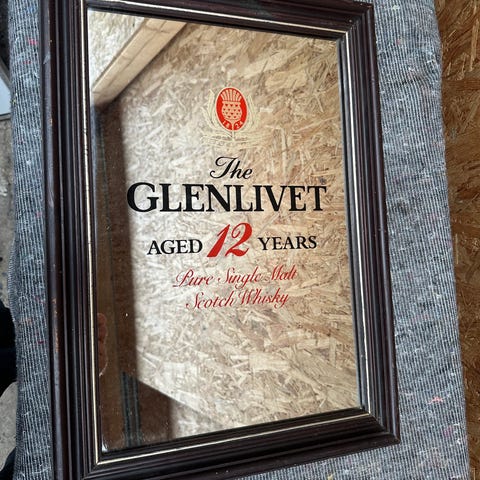 The
GLENLIVET
AGED 12 YEARS
Pure Single Malt
Scotch Whisky